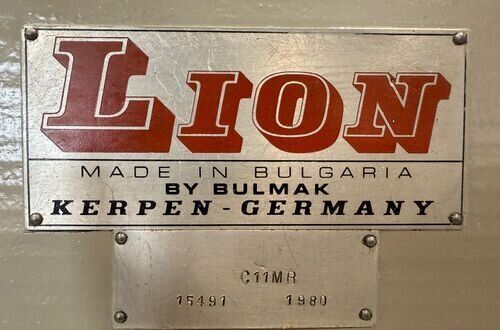 LION
MADE IN BULGARIA
BY BULMAK
KERPEN-GERMANY
C11MB
15491 1980